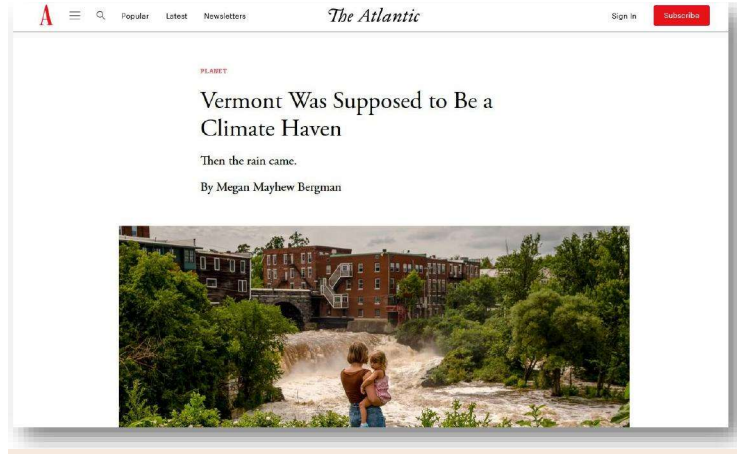 A Popular Latest Newsletters The Atlantic Sign In Subscribe
PLANET
Vermont Was Supposed to Be a
Climate Haven
Then the rain came.
By Megan Mayhew Bergman